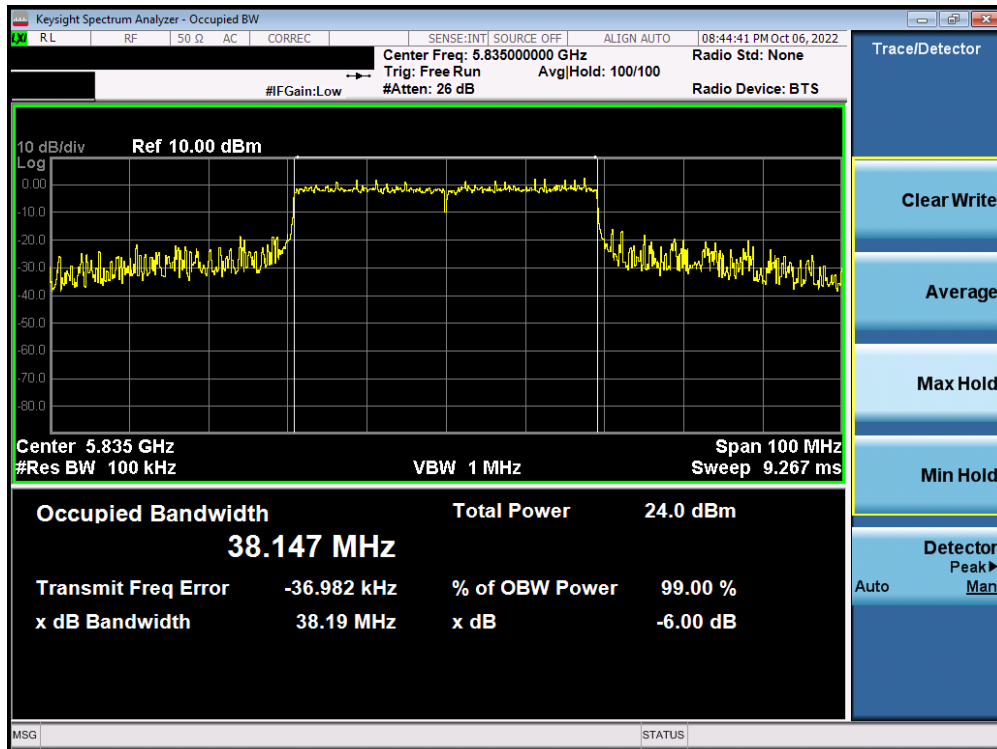 Keysight Spectrum Analyzer - Occupied BW
LXI RL RF 50 Ω AC CORREC SENSE:INT SOURCE OFF ALIGN AUTO 08:44:41 PM Oct 06, 2022
Center Freq: 5.835000000 GHz Radio Std: None
Trig: Free Run Avg|Hold: 100/100
#IFGain:Low #Atten: 26 dB Radio Device: BTS
10 dB/div Ref 10.00 dBm
Log
0.00
-10.0
-20.0
-30.0
-40.0
-50.0
-60.0
-70.0
-80.0
Center 5.835 GHz Span 100 MHz
#Res BW 100 kHz VBW 1 MHz Sweep 9.267 ms
Occupied Bandwidth Total Power 24.0 dBm
38.147 MHz
Transmit Freq Error -36.982 kHz % of OBW Power 99.00 %
x dB Bandwidth 38.19 MHz x dB -6.00 dB
MSG STATUS
Trace/Detector
Clear Write
Average
Max Hold
Min Hold
Detector
Peak▶
Auto Man